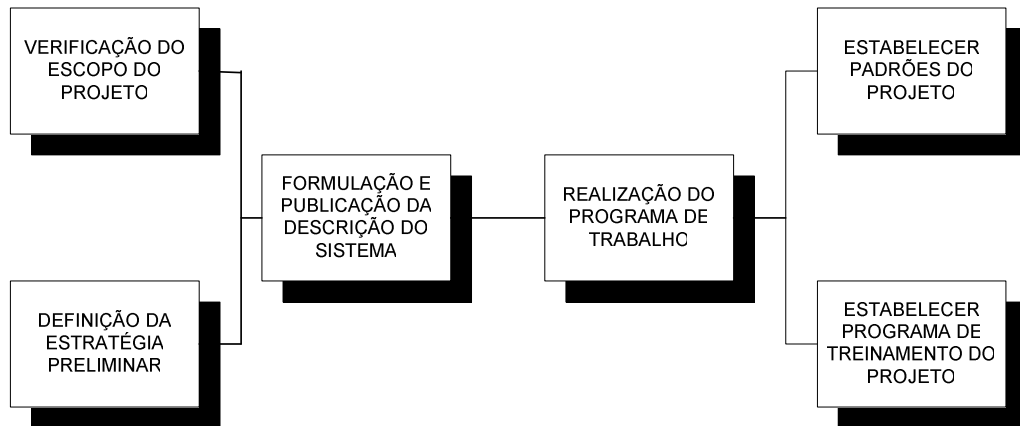 VERIFICAÇÃO DO
ESCOPO DO
PROJETO
DEFINIÇÃO DA
ESTRATÉGIA
PRELIMINAR
FORMULAÇÃO E
PUBLICAÇÃO DA
DESCRIÇÃO DO
SISTEMA
REALIZAÇÃO DO
PROGRAMA DE
TRABALHO
ESTABELECER
PADRÕES DO
PROJETO
ESTABELECER
PROGRAMA DE
TREINAMENTO DO
PROJETO